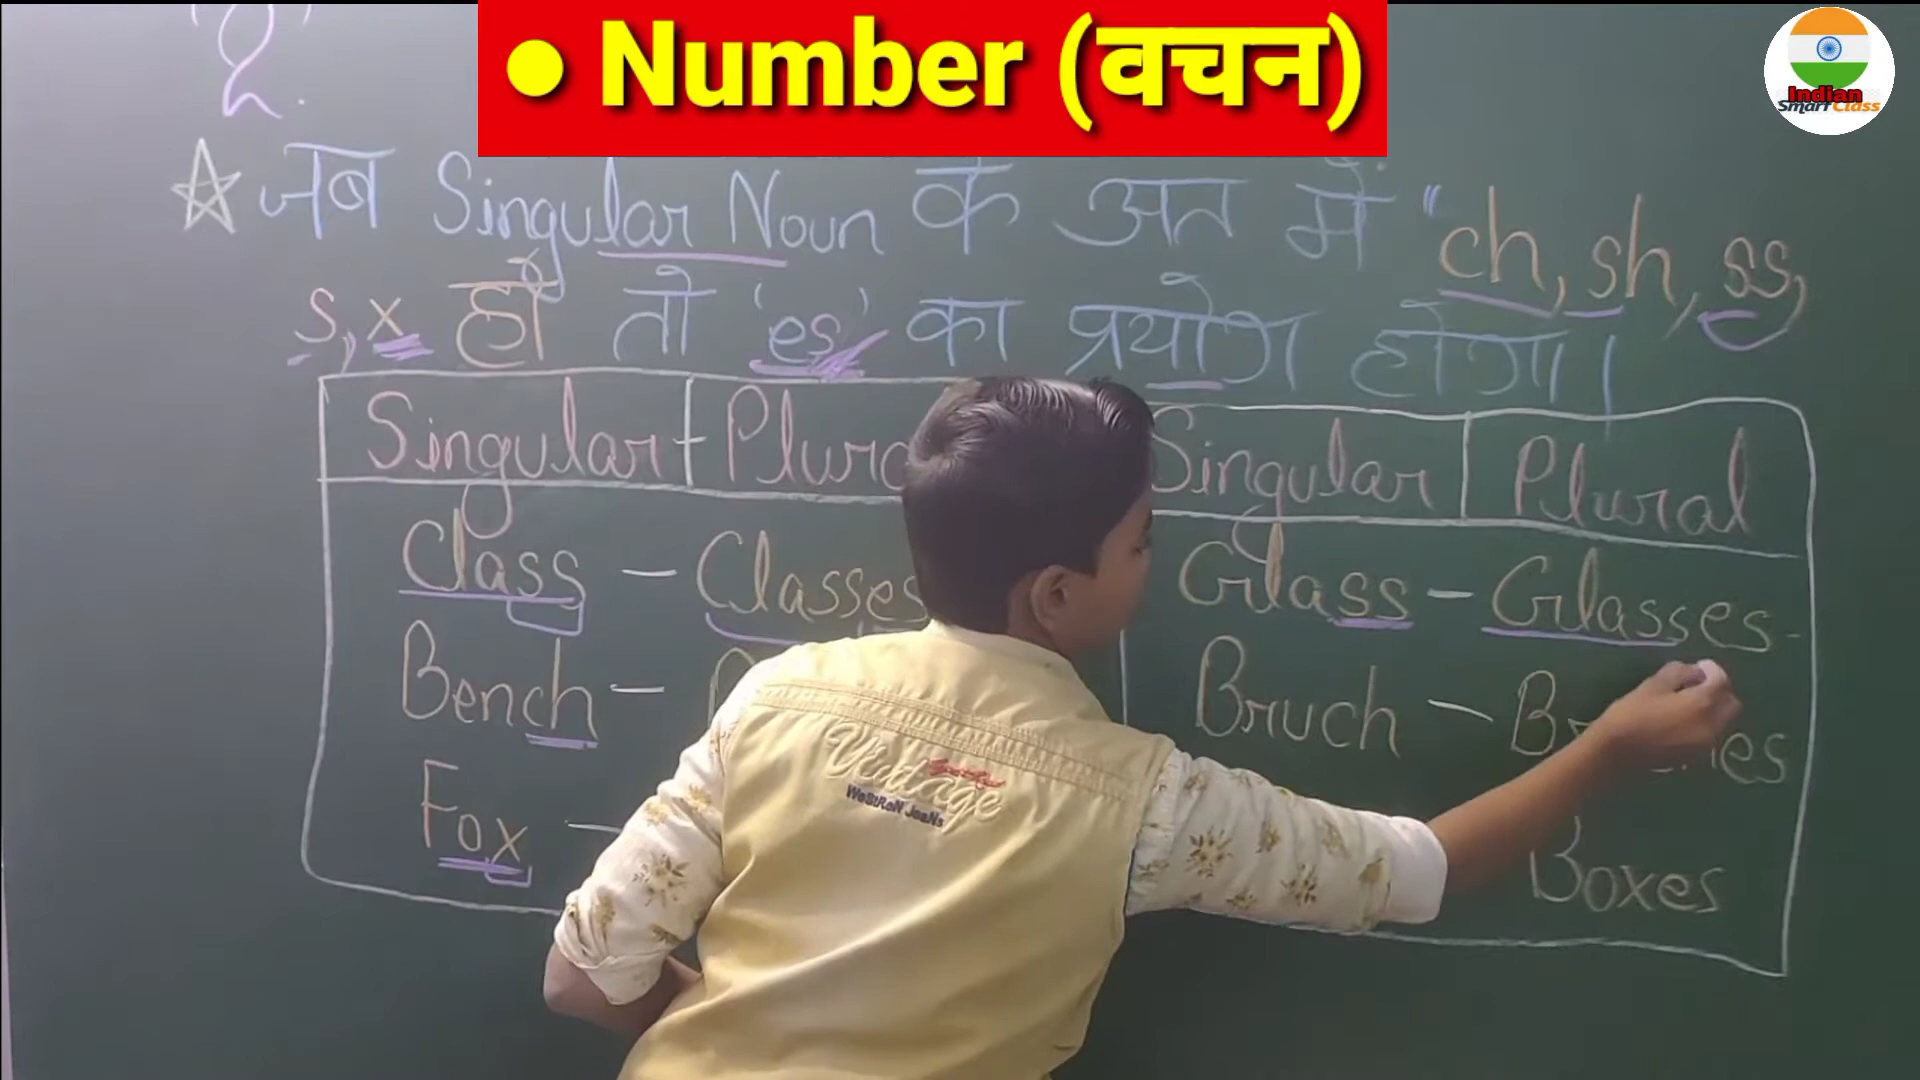 • Number (वचन)
Indian
Smart Class
2.
☆ जब Singular Noun के अंत में "ch, sh, ss,
s, x हो तो 'es' का प्रयोग होगा।
Singular Singular Plural
Class - Classes Glass - Glasses
Bench - Bruch -
Fox - Boxes